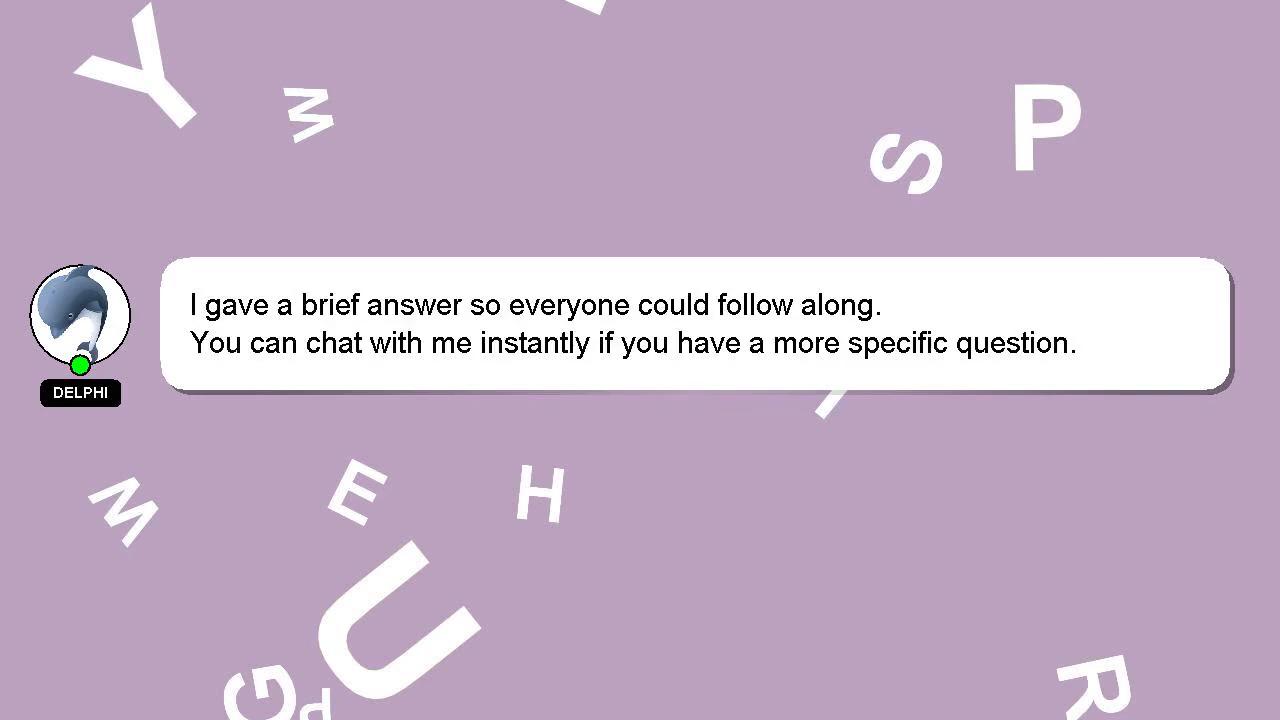 Y
W
S
P
I gave a brief answer so everyone could follow along.
You can chat with me instantly if you have a more specific question.
DELPHI
W
E
H
U
G
R